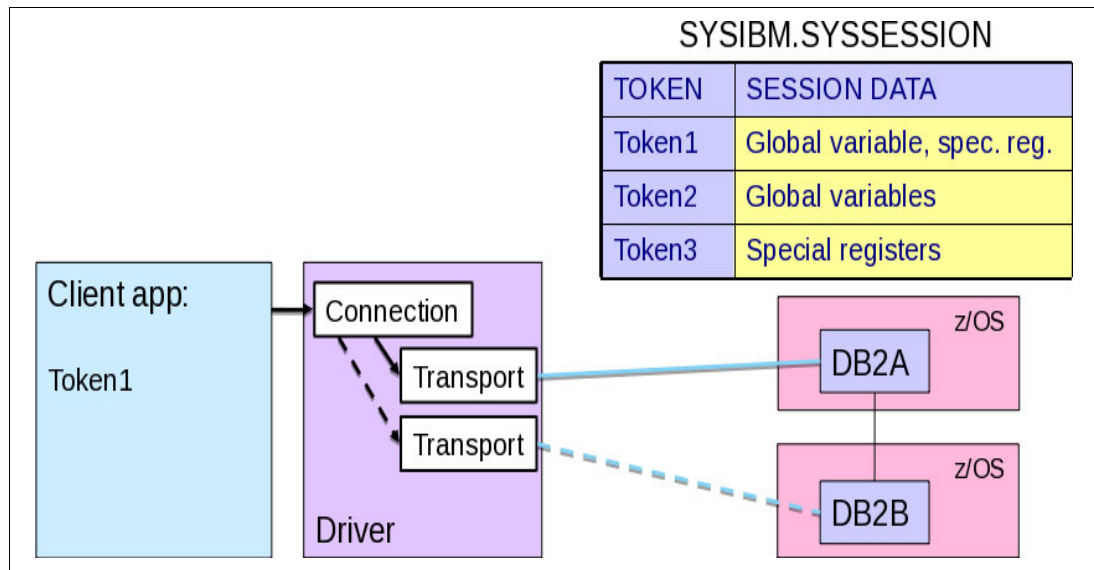 SYSIBM.SYSSESSION
TOKEN SESSION DATA
Token1 Global variable, spec. reg.
Token2 Global variables
Token3 Special registers
Client app:
Token1
Connection
Transport
Transport
Driver
z/OS
DB2A
z/OS
DB2B